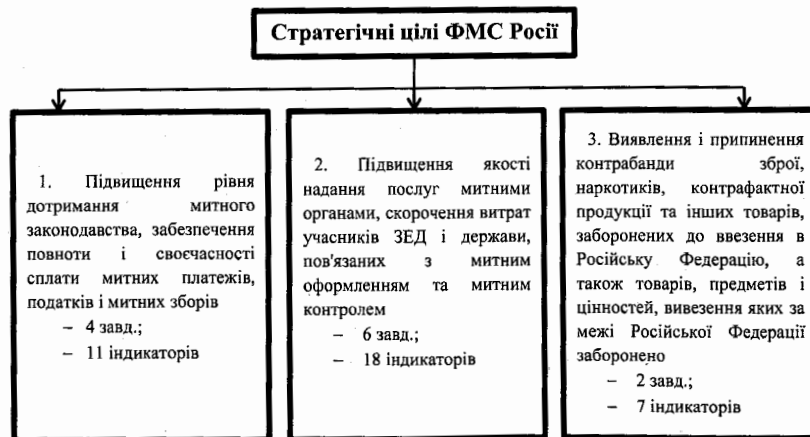 Стратегічні цілі ФМС Росії
1. Підвищення рівня
дотримання митного
законодавства, забезпечення
повноти і своєчасності
сплати митних платежів,
податків і митних зборів
– 4 завд.;
– 11 індикаторів
2. Підвищення якості
надання послуг митними
органами, скорочення витрат
учасників ЗЕД і держави,
пов'язаних з митним
оформленням та митним
контролем
– 6 завд.;
– 18 індикаторів
3. Виявлення і припинення
контрабанди зброї,
наркотиків, контрафактної
продукції та інших товарів,
заборонених до ввезення в
Російську Федерацію, а
також товарів, предметів і
цінностей, вивезення яких за
межі Російської Федерації
заборонено
– 2 завд.;
– 7 індикаторів